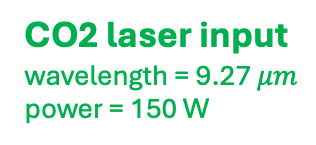 CO2 laser input
wavelength = 9.27 μm
power = 150 W